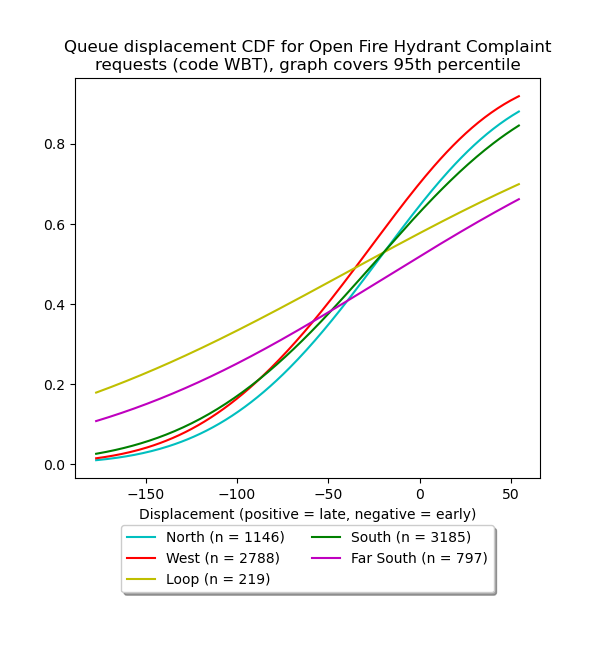 Queue displacement CDF for Open Fire Hydrant Complaint
requests (code WBT), graph covers 95th percentile
0.8
0.6
0.4
0.2
0.0
−150 −100 −50 0 50
Displacement (positive = late, negative = early)
North (n = 1146) South (n = 3185)
West (n = 2788) Far South (n = 797)
Loop (n = 219)